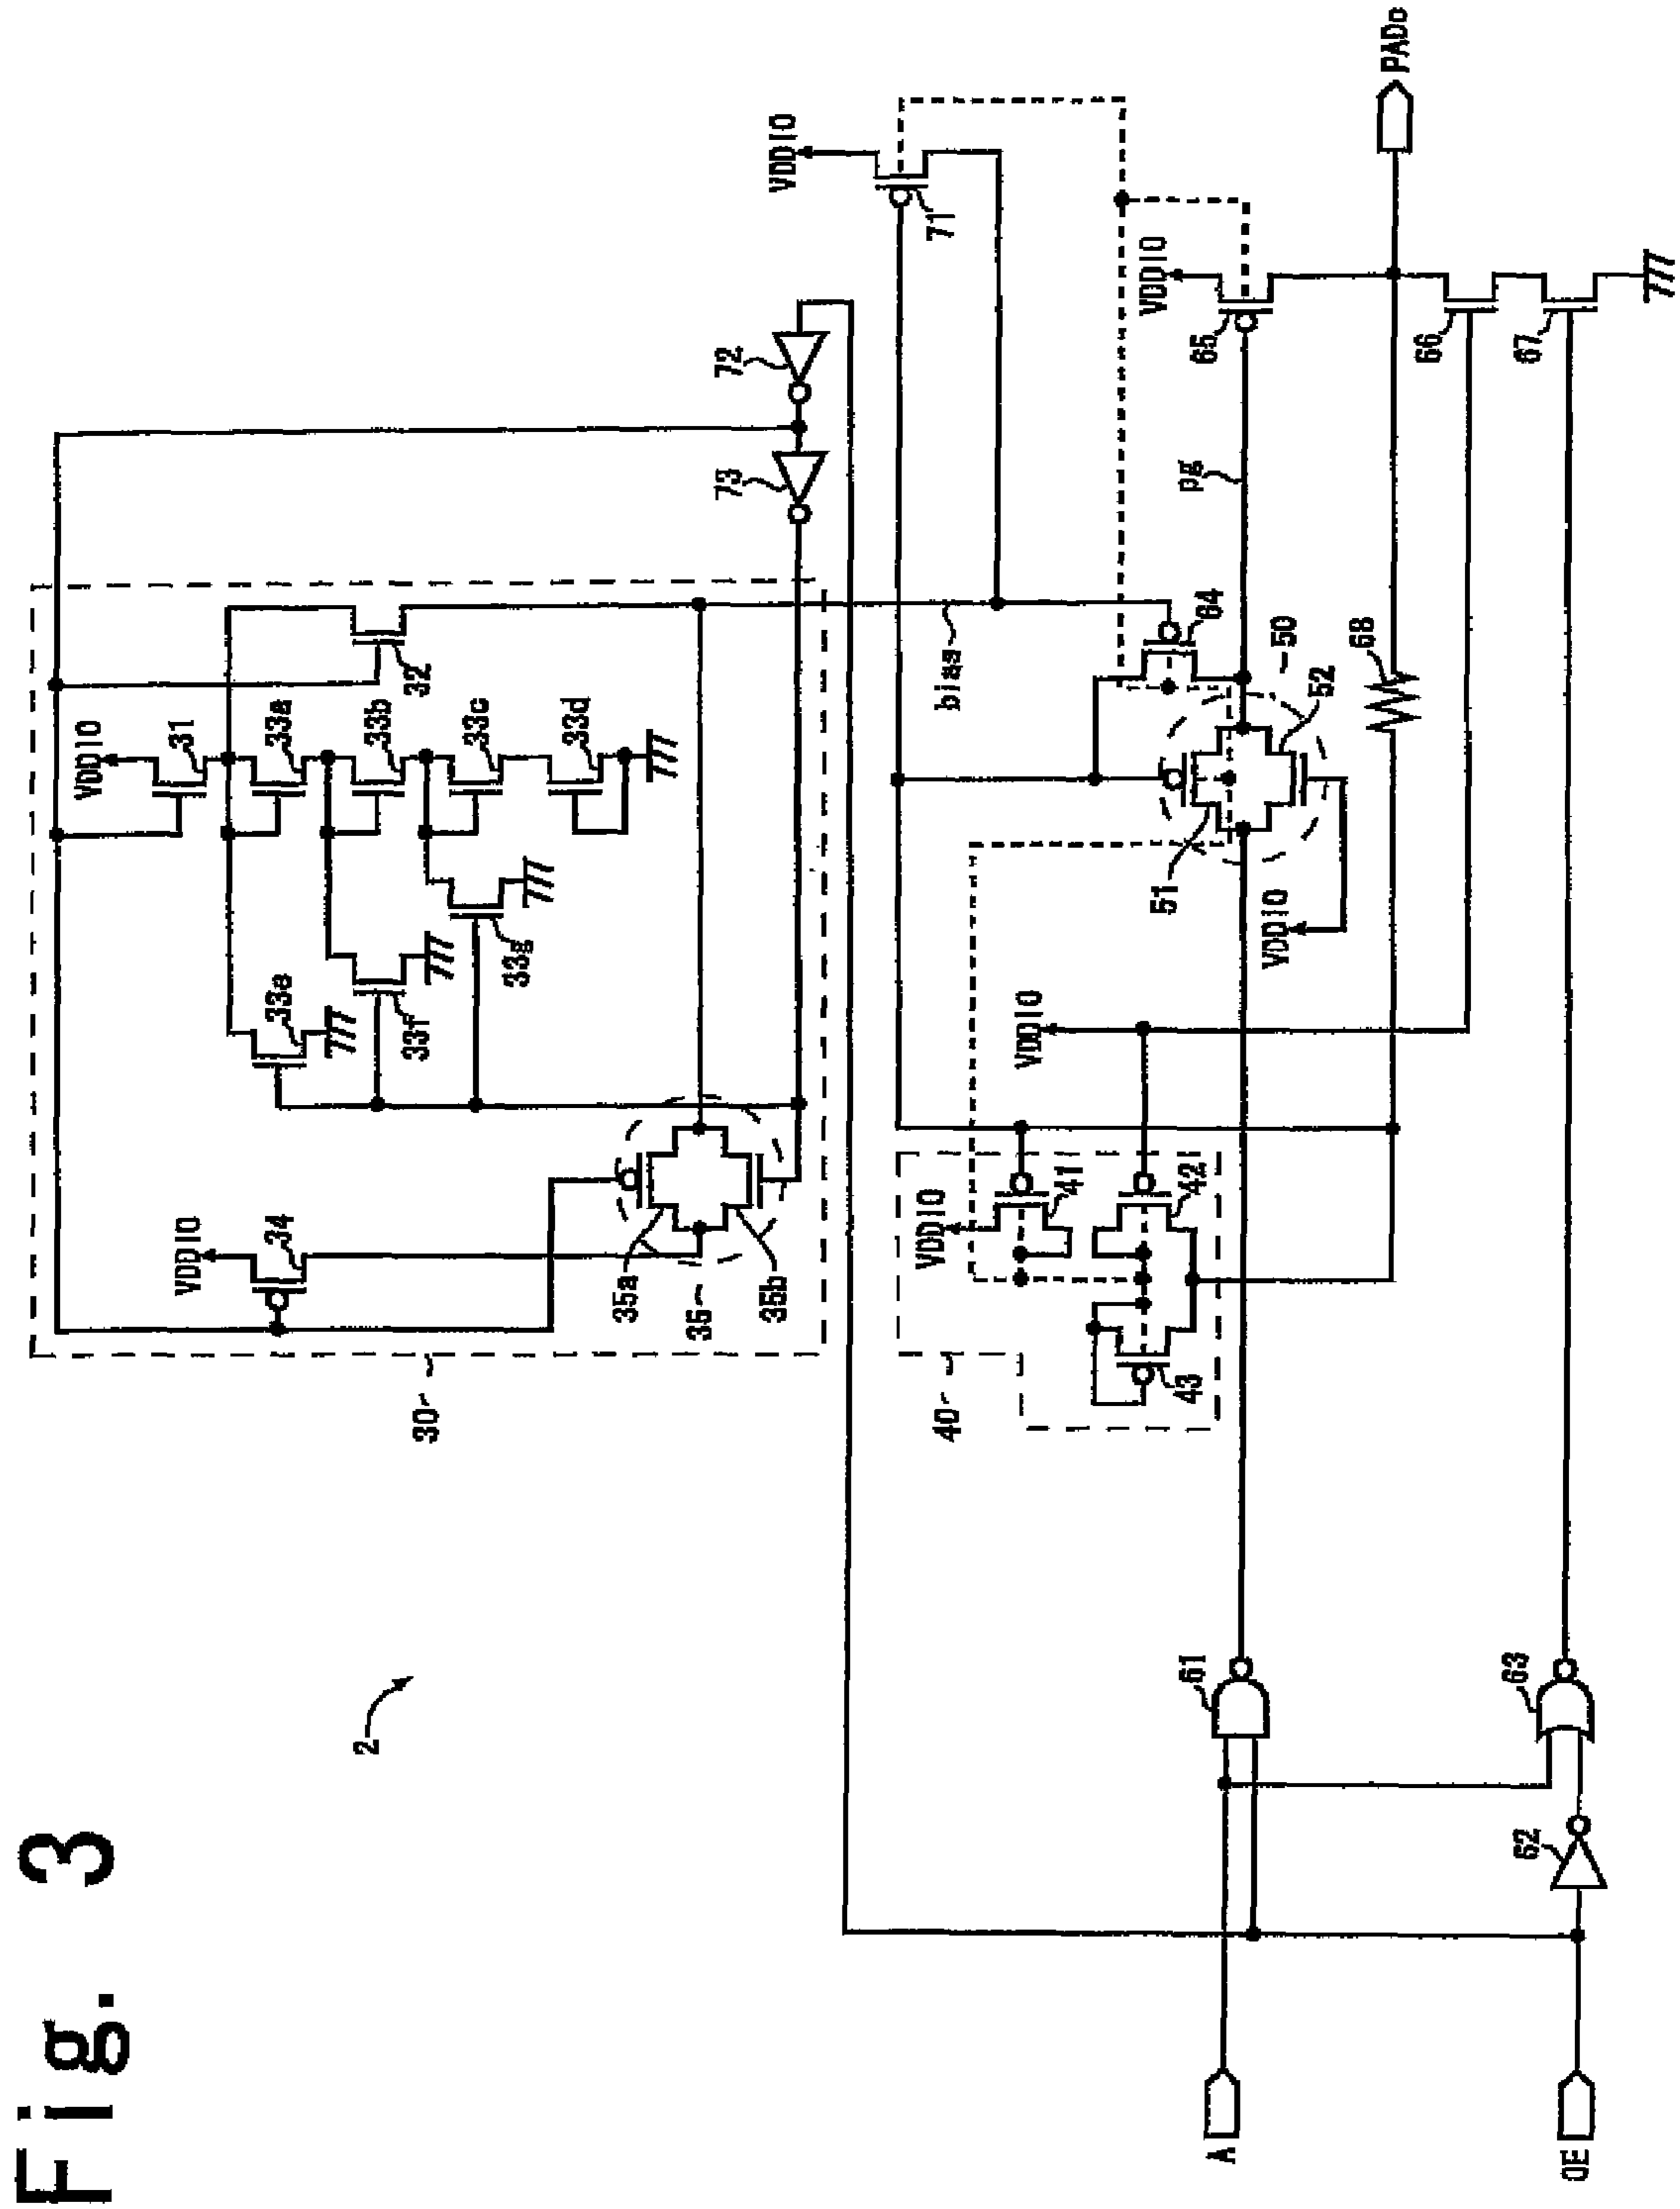 Fig. 3
2
30
VDDIO
31
32
33a
33b
33c
33d
33e
33f
33g
VDDIO
34
35a
35
35b
72
73
VDDIO
71
bias
40
VDDIO
41
42
43
VDDIO
51
50
52
VDDIO
64
pg
VDDIO
65
66
67
68
PADo
A
OE
61
62
63